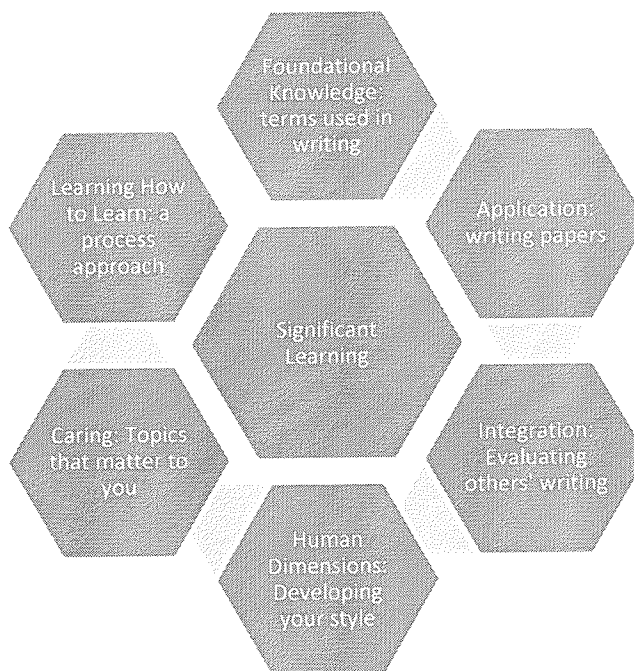 Foundational
Knowledge:
terms used in
writing
Learning How
to Learn: a
process
approach
Application:
writing papers
Significant
Learning
Caring: Topics
that matter to
you
Integration:
Evaluating
others' writing
Human
Dimensions:
Developing
your style